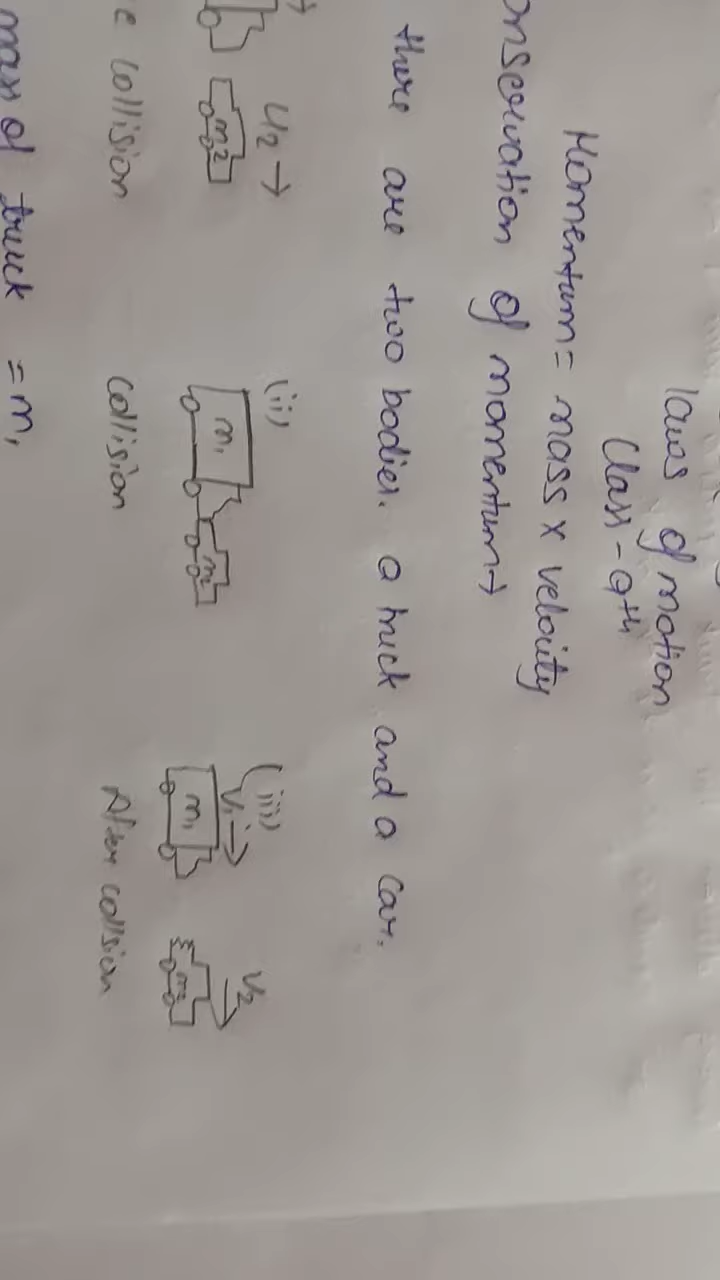 laws of motion
Class - 9th
Momentum = mass x velocity
onservation of momentum →
there are two bodies. a truck and a car.
U2 → (ii) (iii)
V1 → V2
m2 m1 m2 m1 m2
e collision collision After collision
mass of truck = m1